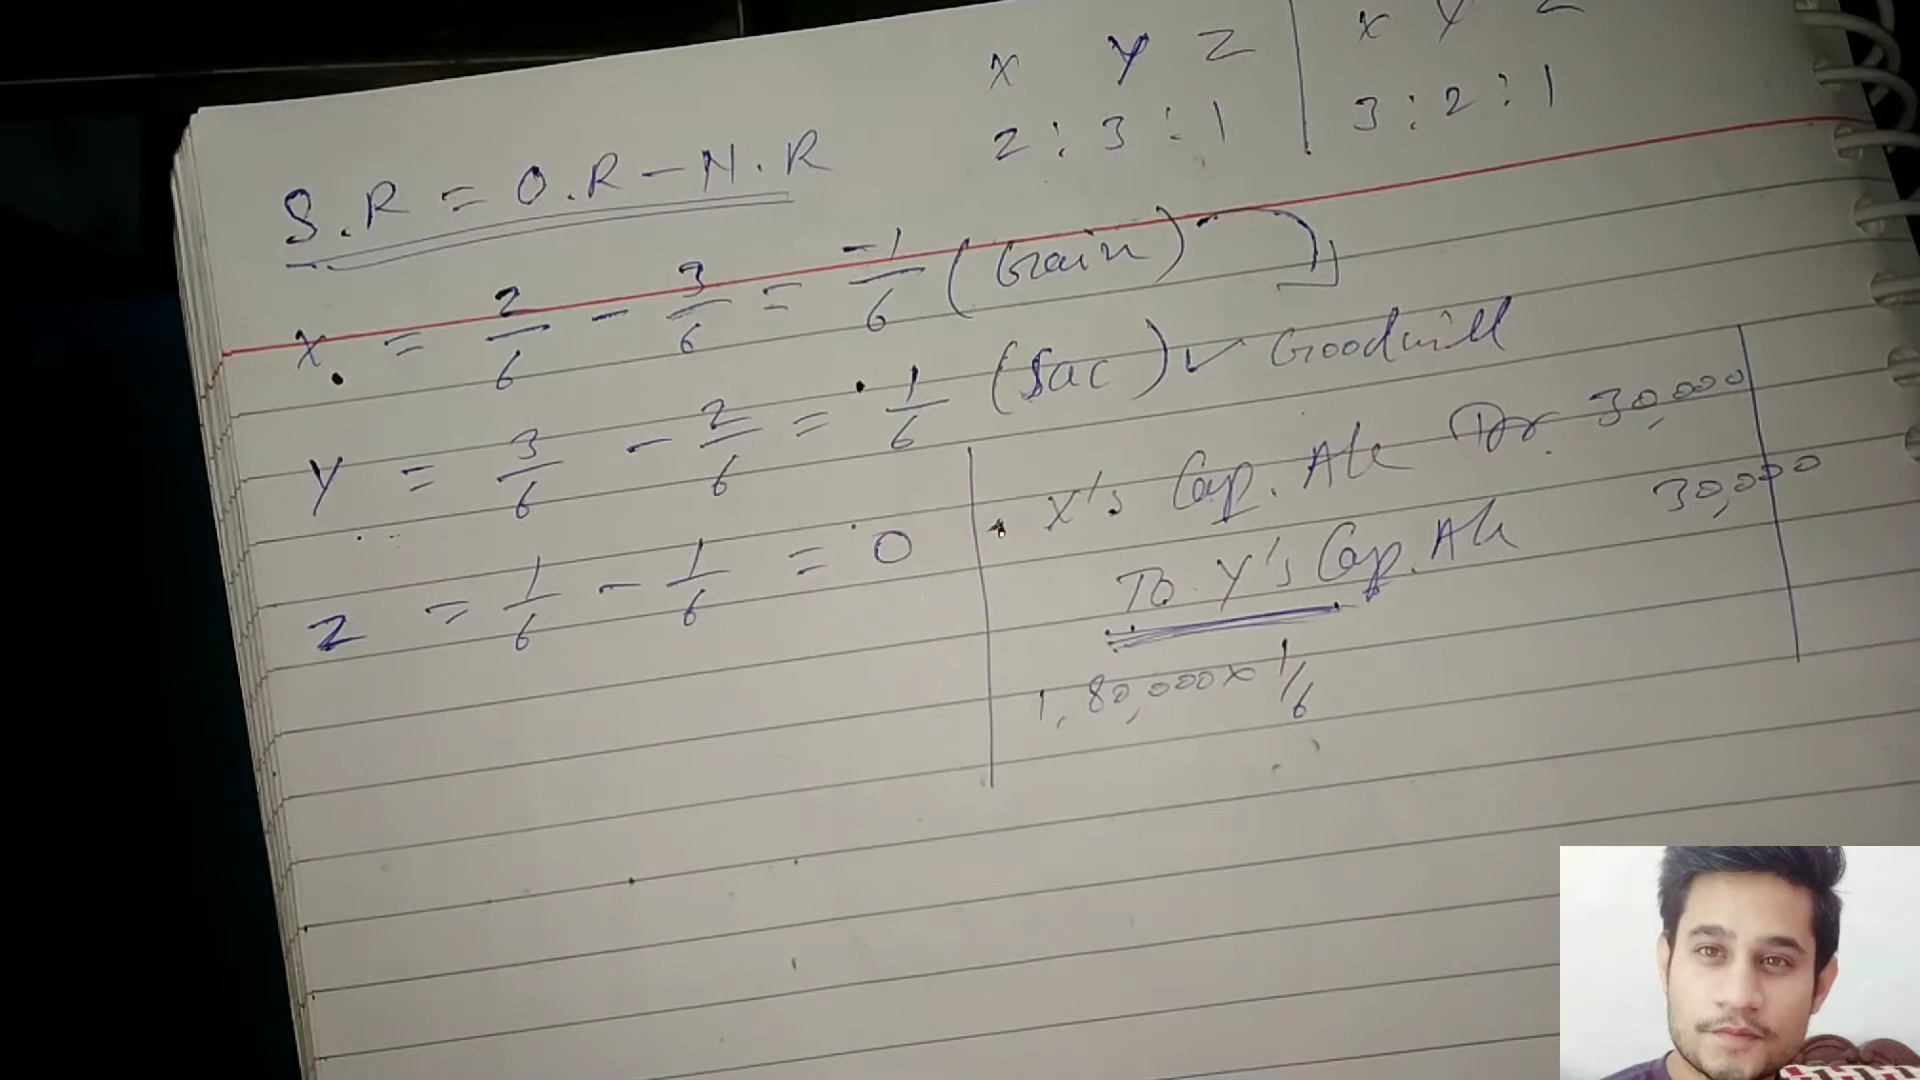 X Y Z | X Y Z
2 : 3 : 1 | 3 : 2 : 1
S.R = O.R - N.R
X = 2/6 - 3/6 = -1/6 (Gain)
Y = 3/6 - 2/6 = 1/6 (Sac) ✓ Goodwill
Z = 1/6 - 1/6 = 0
X's Cap. A/c Dr. 30,000
To Y's Cap. A/c 30,000
1,80,000 x 1/6